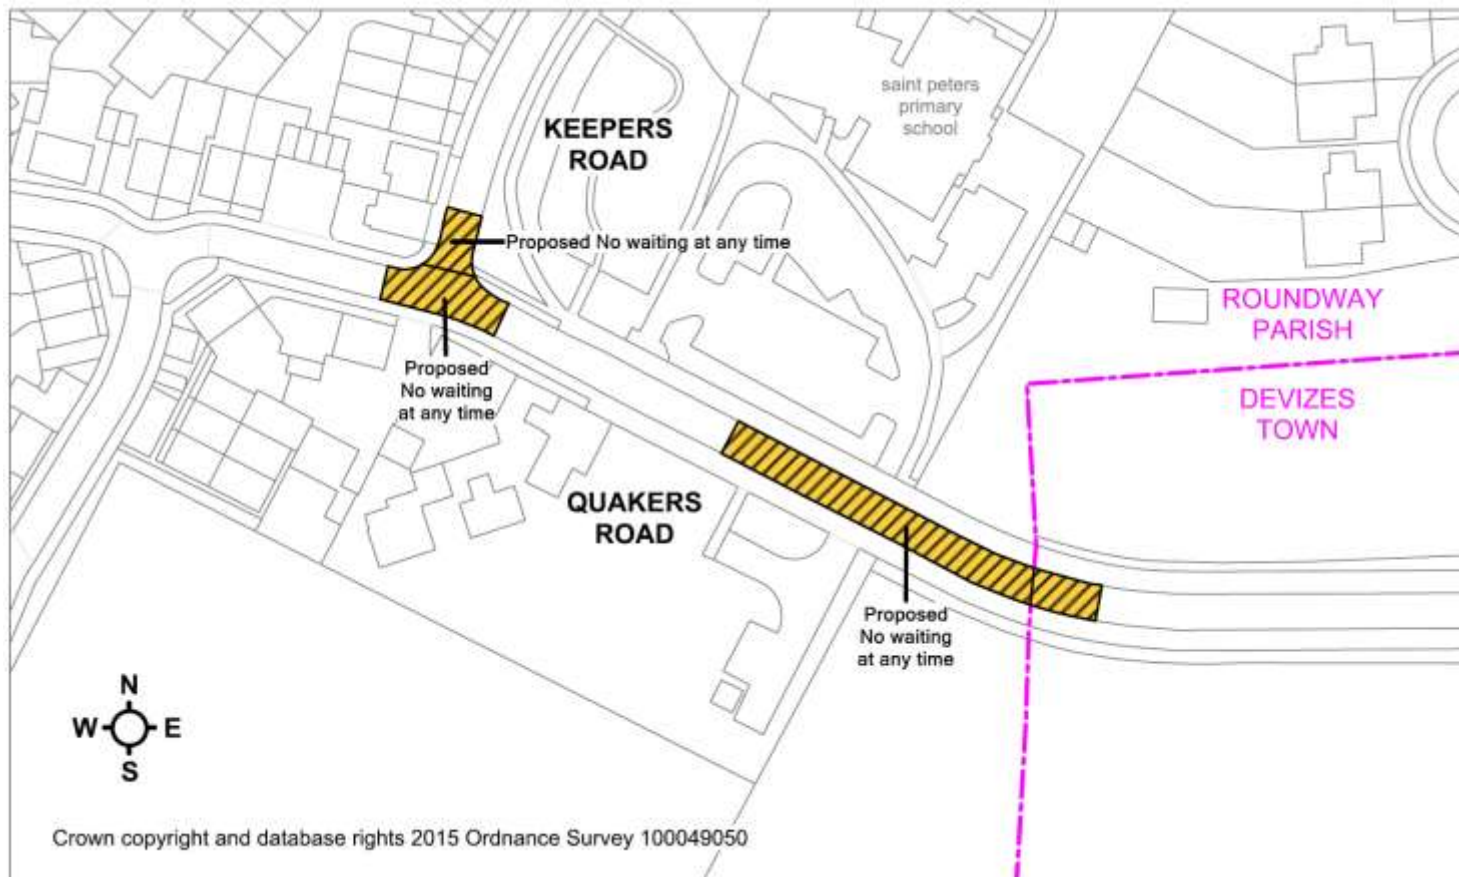 saint peters
primary
school
KEEPERS
ROAD
Proposed No waiting at any time
ROUNDWAY
PARISH
Proposed
No waiting
at any time
DEVIZES
TOWN
QUAKERS
ROAD
Proposed
No waiting
at any time
N
W E
S
Crown copyright and database rights 2015 Ordnance Survey 100049050